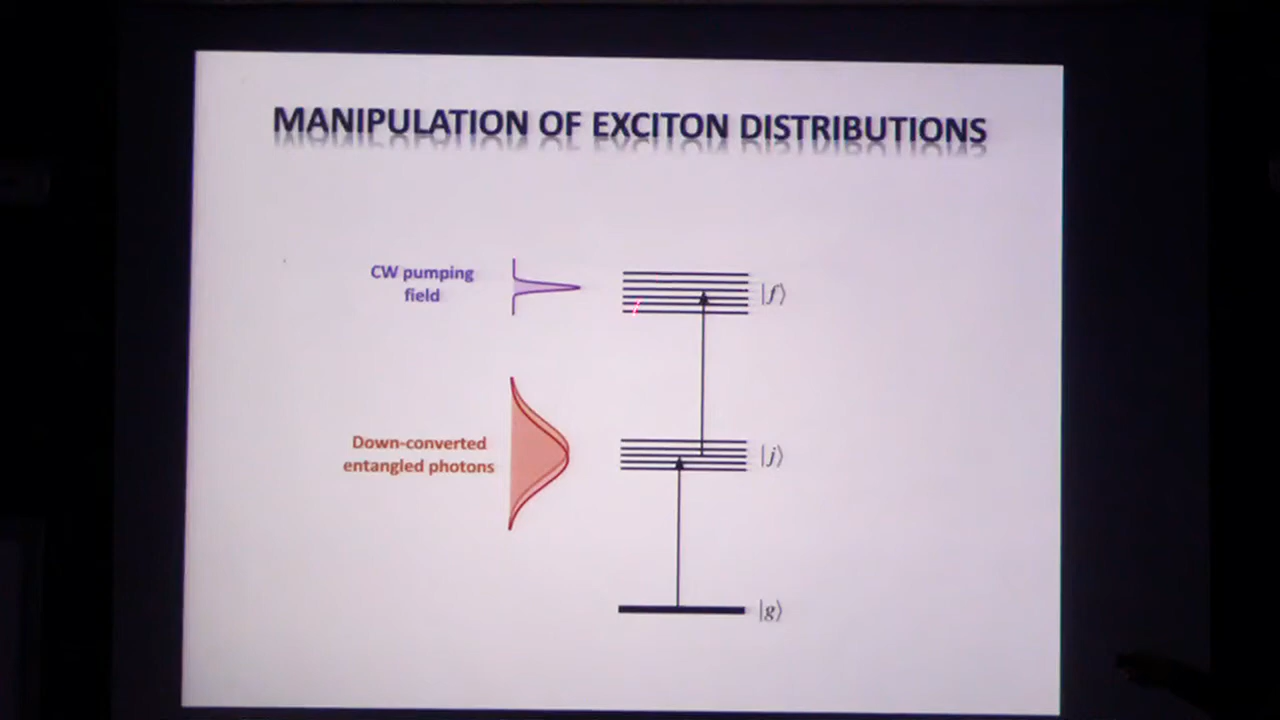 MANIPULATION OF EXCITON DISTRIBUTIONS
CW pumping
field
|f⟩
Down-converted
entangled photons
|j⟩
|g⟩